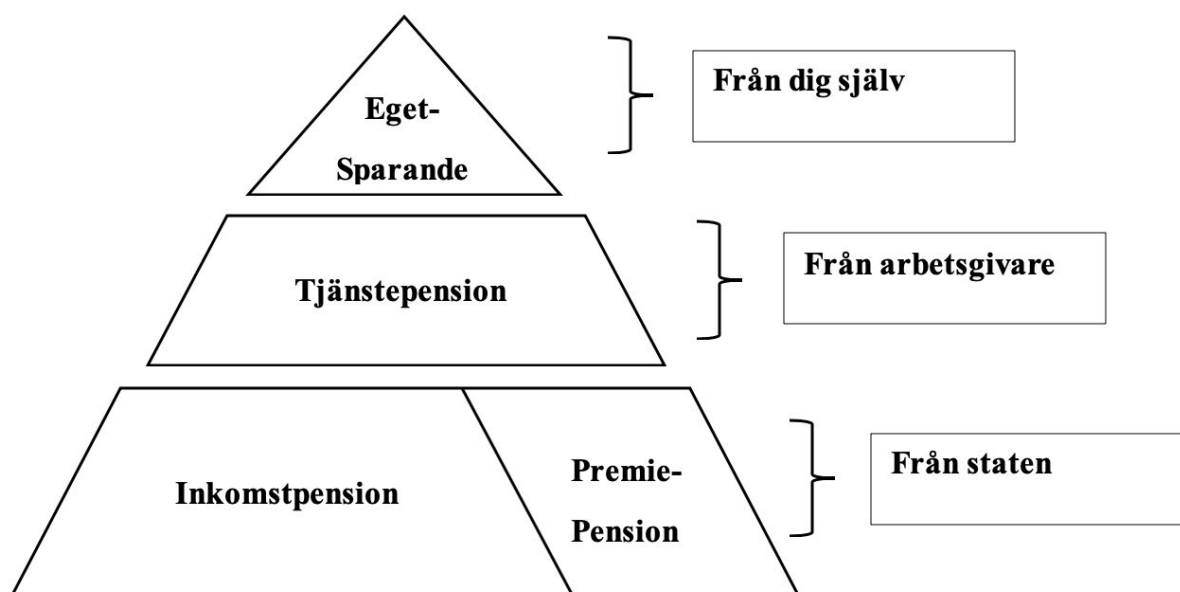 Eget-
Sparande
Från dig själv
Tjänstepension
Från arbetsgivare
Inkomstpension
Premie-
Pension
Från staten